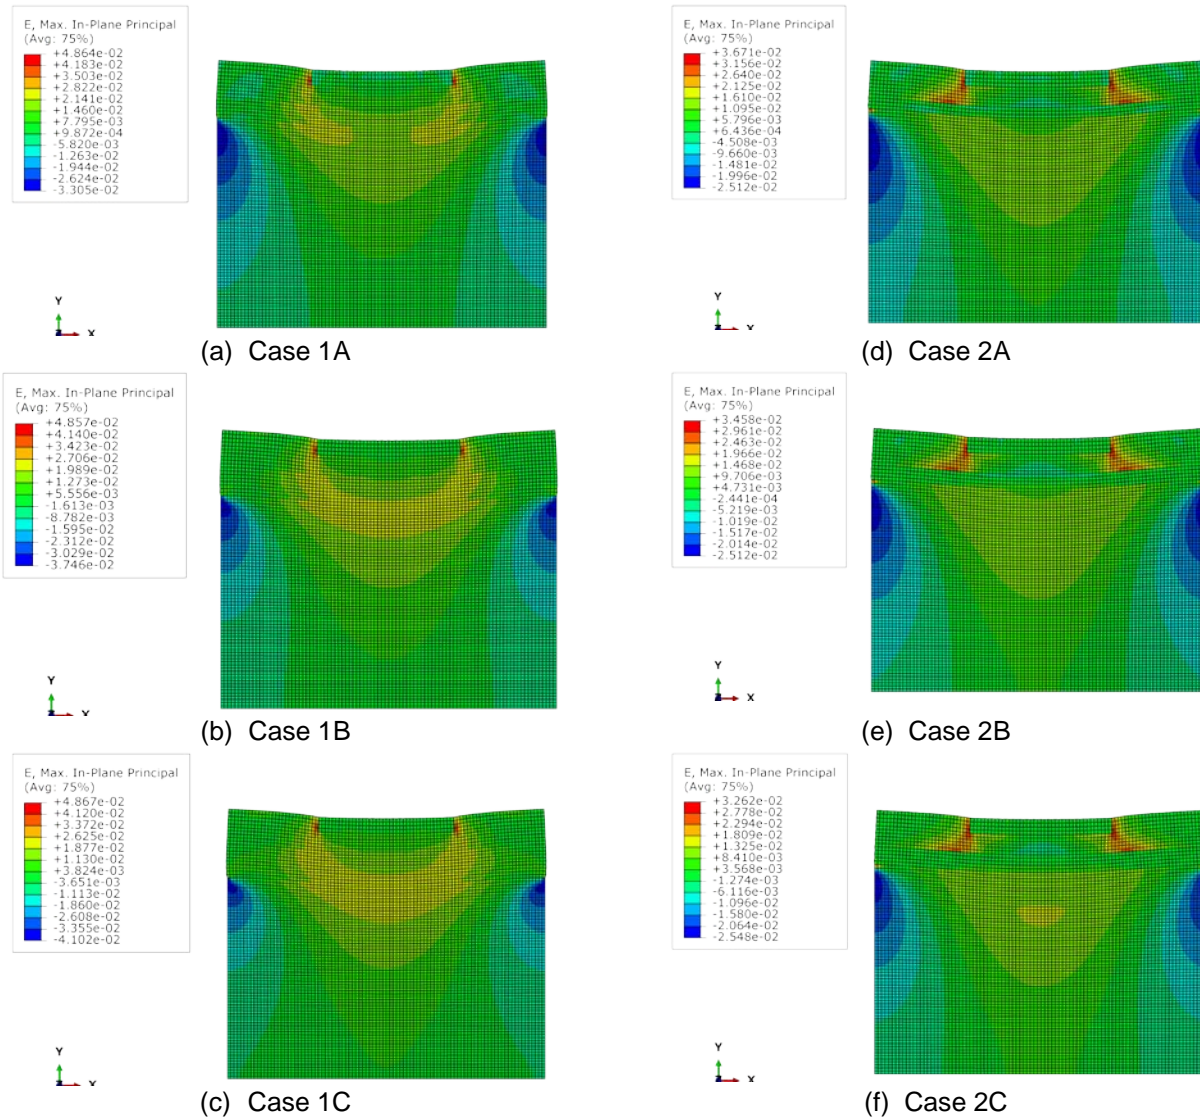 E, Max. In-Plane Principal
(Avg: 75%)
+4.864e-02
+4.183e-02
+3.503e-02
+2.822e-02
+2.141e-02
+1.460e-02
+7.795e-03
+9.872e-04
-5.820e-03
-1.263e-02
-1.944e-02
-2.624e-02
-3.305e-02
Y
Z X
(a) Case 1A
E, Max. In-Plane Principal
(Avg: 75%)
+3.671e-02
+3.156e-02
+2.640e-02
+2.125e-02
+1.610e-02
+1.095e-02
+5.796e-03
+6.436e-04
-4.508e-03
-9.660e-03
-1.481e-02
-1.996e-02
-2.512e-02
Y
Z X
(d) Case 2A
E, Max. In-Plane Principal
(Avg: 75%)
+4.857e-02
+4.140e-02
+3.423e-02
+2.706e-02
+1.989e-02
+1.273e-02
+5.556e-03
-1.613e-03
-8.782e-03
-1.595e-02
-2.312e-02
-3.029e-02
-3.746e-02
Y
Z X
(b) Case 1B
E, Max. In-Plane Principal
(Avg: 75%)
+3.458e-02
+2.961e-02
+2.463e-02
+1.966e-02
+1.468e-02
+9.706e-03
+4.731e-03
-2.441e-04
-5.219e-03
-1.019e-02
-1.517e-02
-2.014e-02
-2.512e-02
Y
Z X
(e) Case 2B
E, Max. In-Plane Principal
(Avg: 75%)
+4.867e-02
+4.120e-02
+3.372e-02
+2.625e-02
+1.877e-02
+1.130e-02
+3.824e-03
-3.651e-03
-1.113e-02
-1.860e-02
-2.608e-02
-3.355e-02
-4.102e-02
Y
Z X
(c) Case 1C
E, Max. In-Plane Principal
(Avg: 75%)
+3.262e-02
+2.778e-02
+2.294e-02
+1.809e-02
+1.325e-02
+8.410e-03
+3.568e-03
-1.274e-03
-6.116e-03
-1.096e-02
-1.580e-02
-2.064e-02
-2.548e-02
Y
Z X
(f) Case 2C